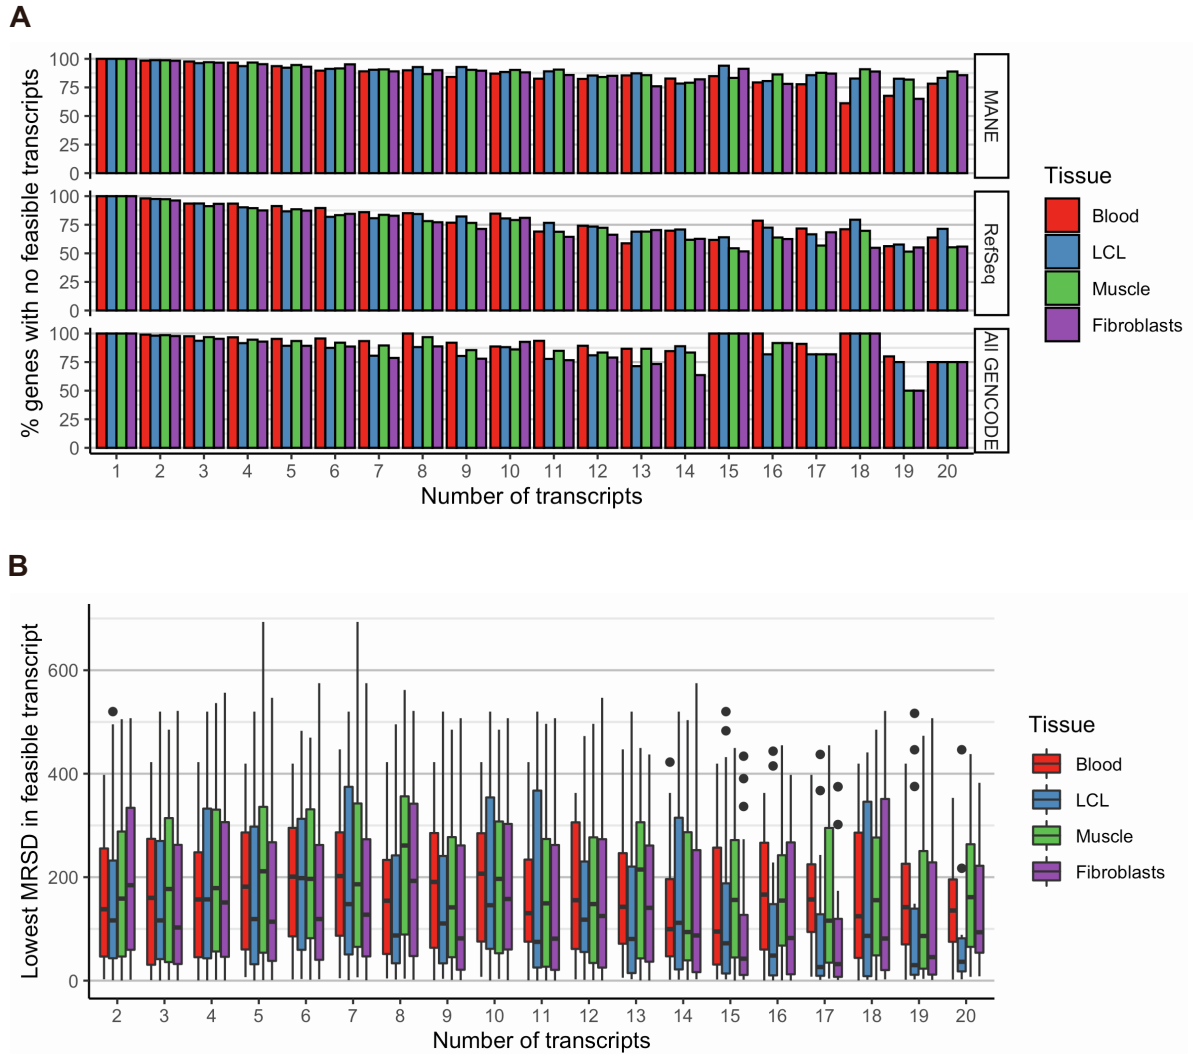 A
% genes with no feasible transcripts
100
75
50
25
0
MANE
100
75
50
25
0
RefSeq
100
75
50
25
0
All GENCODE
1 2 3 4 5 6 7 8 9 10 11 12 13 14 15 16 17 18 19 20
Number of transcripts
Tissue
Blood
LCL
Muscle
Fibroblasts
B
Lowest MRSD in feasible transcript
600
400
200
0
2 3 4 5 6 7 8 9 10 11 12 13 14 15 16 17 18 19 20
Number of transcripts
Tissue
Blood
LCL
Muscle
Fibroblasts